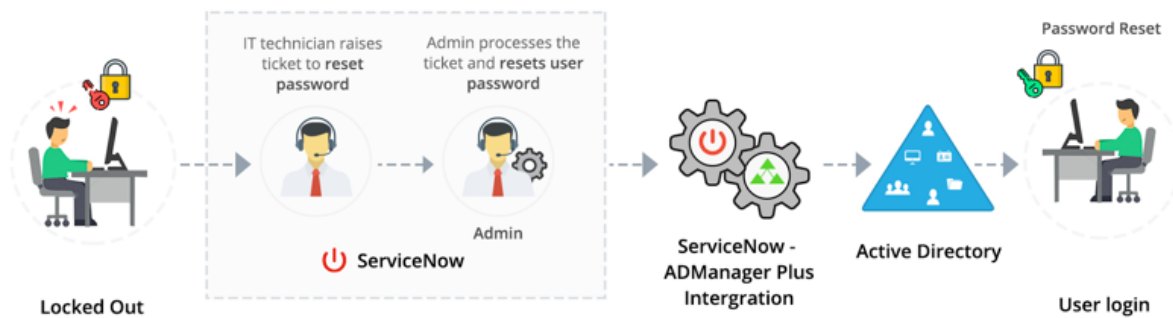 IT technician raises
ticket to reset
password
Admin processes the
ticket and resets user
password
Password Reset
Admin
ServiceNow
Locked Out
ServiceNow -
ADManager Plus
Intergration
Active Directory
User login